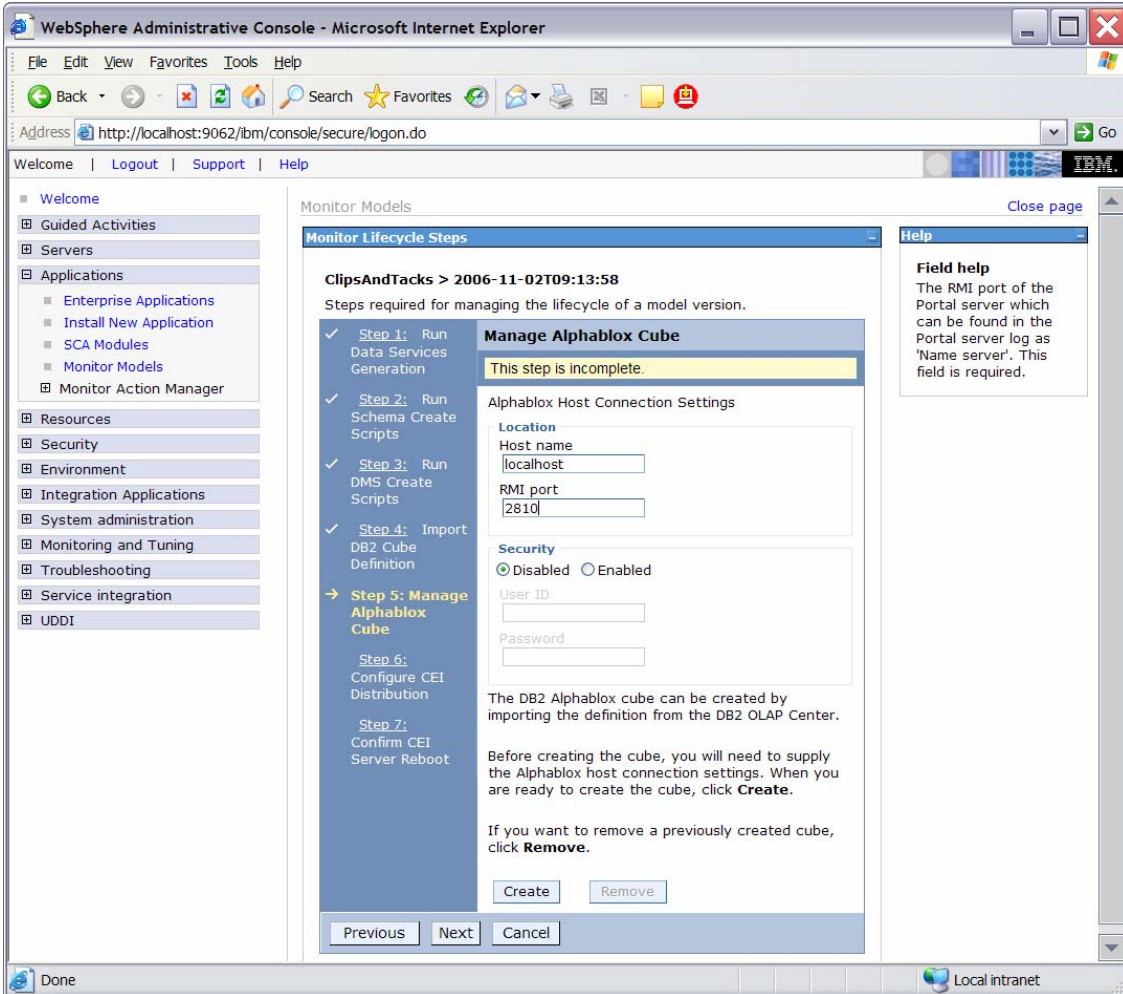 WebSphere Administrative Console - Microsoft Internet Explorer
File Edit View Favorites Tools Help
Back Search Favorites
Address http://localhost:9062/ibm/console/secure/logon.do Go
Welcome | Logout | Support | Help IBM.
Welcome
Guided Activities
Servers
Applications
Enterprise Applications
Install New Application
SCA Modules
Monitor Models
Monitor Action Manager
Resources
Security
Environment
Integration Applications
System administration
Monitoring and Tuning
Troubleshooting
Service integration
UDDI
Monitor Models Close page
Monitor Lifecycle Steps
ClipsAndTacks > 2006-11-02T09:13:58
Steps required for managing the lifecycle of a model version.
Step 1: Run
Data Services
Generation
Step 2: Run
Schema Create
Scripts
Step 3: Run
DMS Create
Scripts
Step 4: Import
DB2 Cube
Definition
Step 5: Manage
Alphablox
Cube
Step 6:
Configure CEI
Distribution
Step 7:
Confirm CEI
Server Reboot
Manage Alphablox Cube
This step is incomplete.
Alphablox Host Connection Settings
Location
Host name
localhost
RMI port
2810
Security
Disabled Enabled
User ID
Password
The DB2 Alphablox cube can be created by
importing the definition from the DB2 OLAP Center.
Before creating the cube, you will need to supply
the Alphablox host connection settings. When you
are ready to create the cube, click Create.
If you want to remove a previously created cube,
click Remove.
Create Remove
Previous Next Cancel
Help
Field help
The RMI port of the
Portal server which
can be found in the
Portal server log as
'Name server'. This
field is required.
Done Local intranet